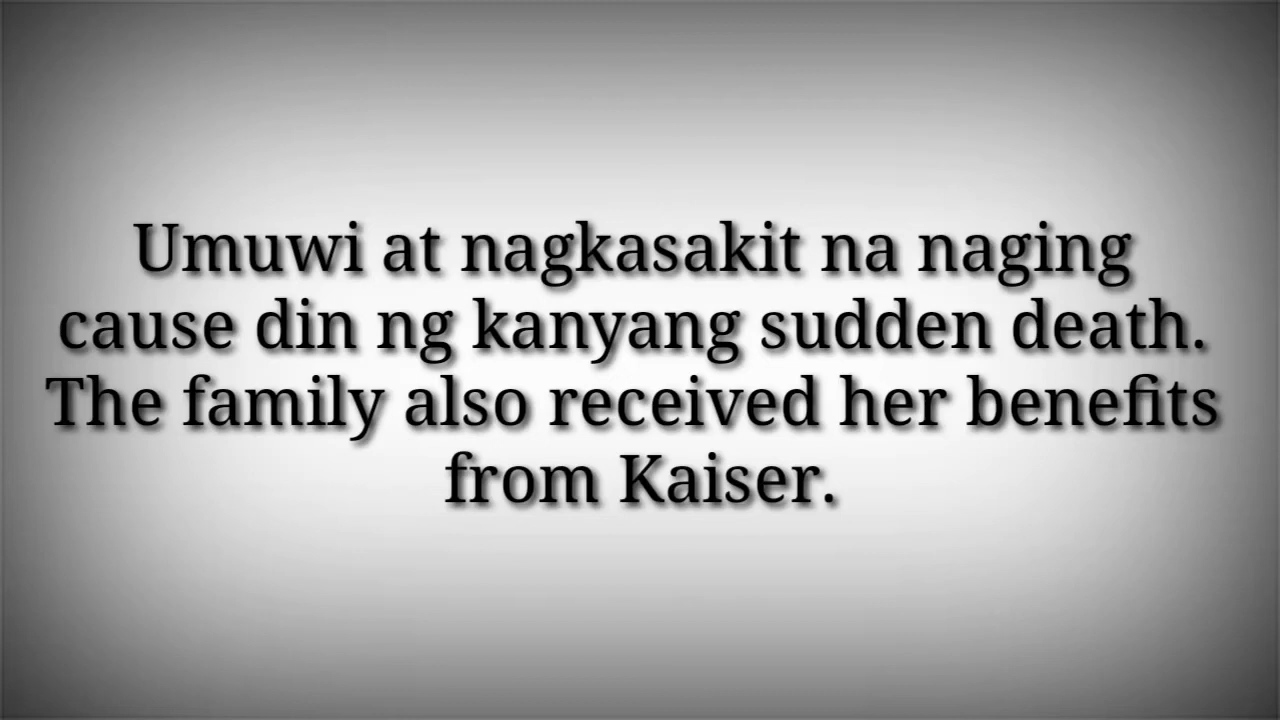 Umuwi at nagkasakit na naging
cause din ng kanyang sudden death.
The family also received her benefits
from Kaiser.